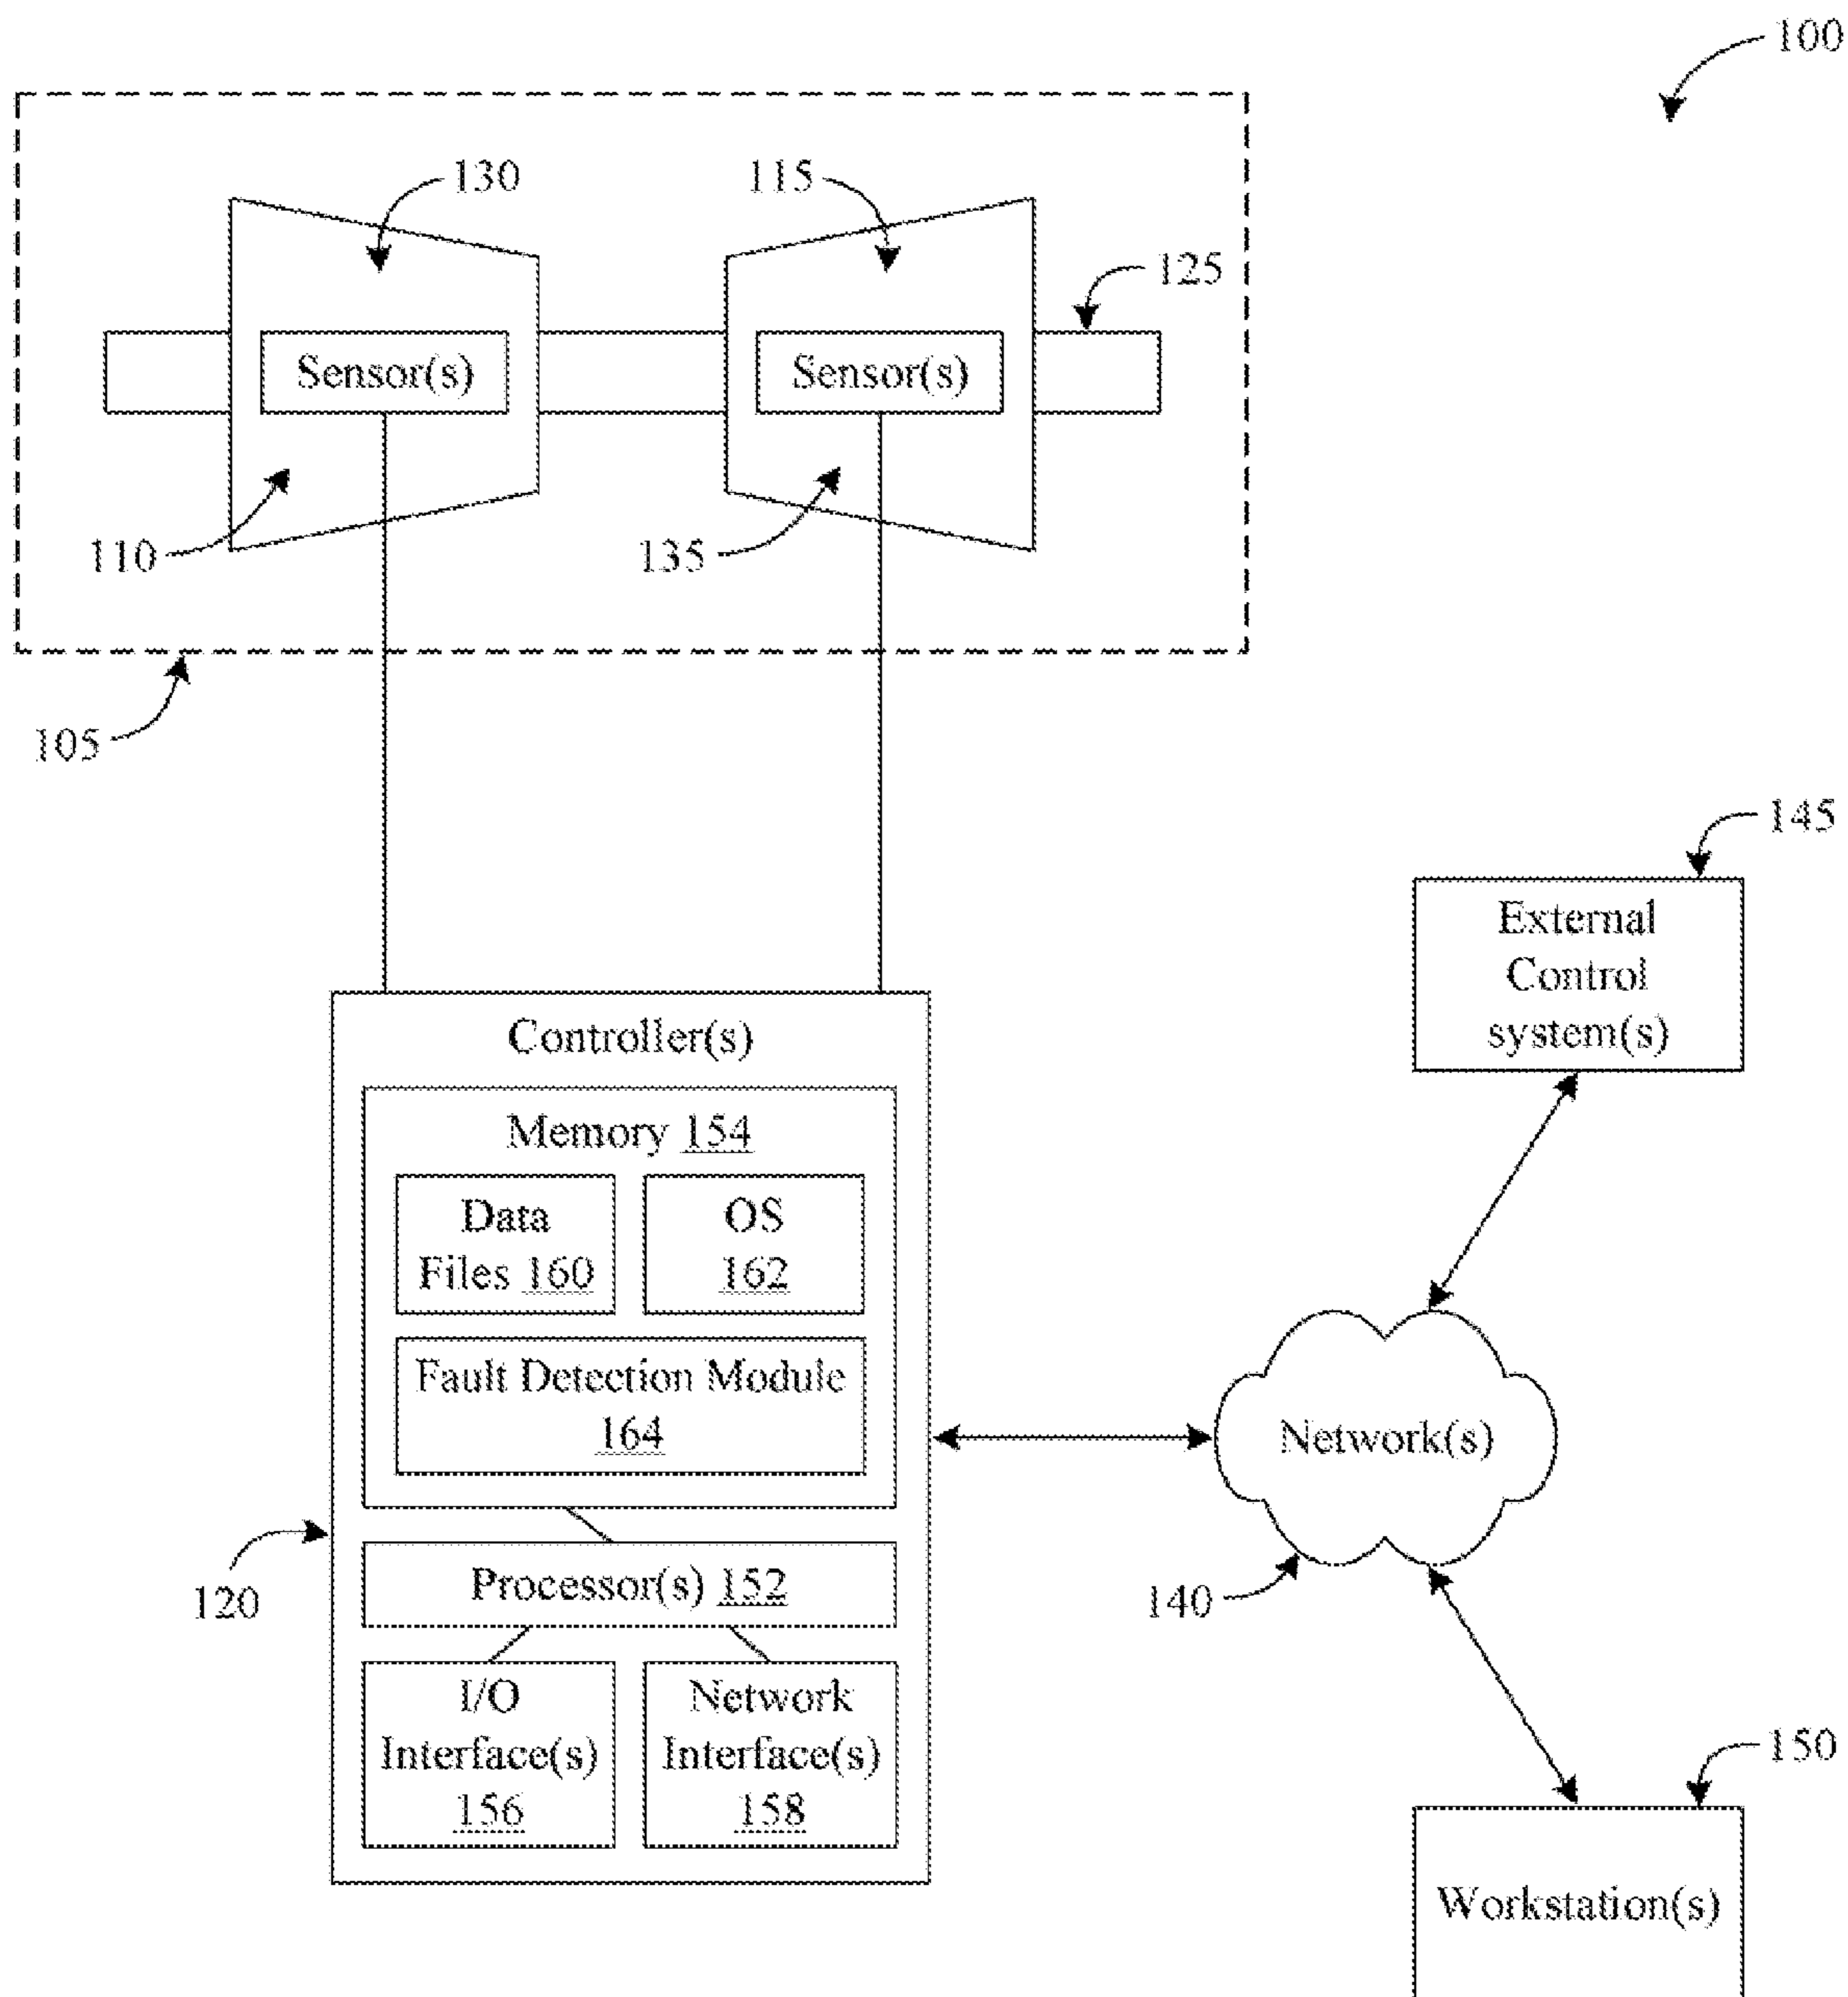 100
130
115
125
Sensor(s)
Sensor(s)
110
135
105
145
External
Control
system(s)
Controller(s)
Memory 154
Data
Files 160
OS
162
Fault Detection Module
164
Network(s)
120
Processor(s) 152
140
I/O
Interface(s)
156
Network
Interface(s)
158
150
Workstation(s)